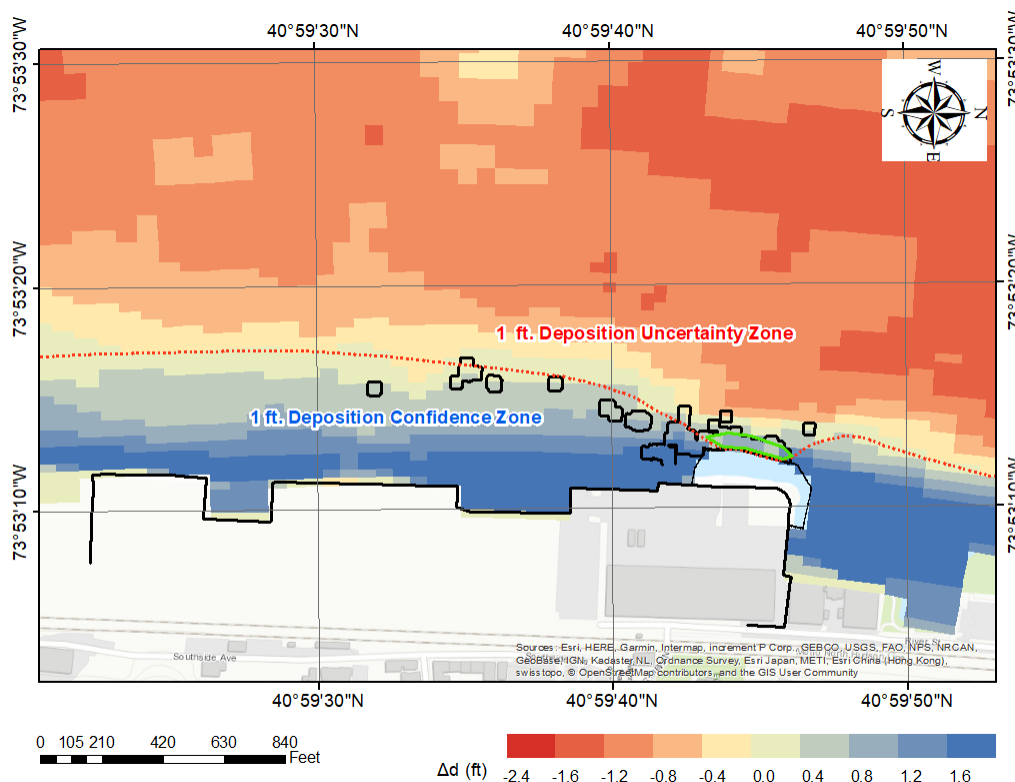 40°59'30"N 40°59'40"N 40°59'50"N
73°53'30"W 73°53'30"W
W
S N
E
73°53'20"W 73°53'20"W
1 ft. Deposition Uncertainty Zone
1 ft. Deposition Confidence Zone
73°53'10"W 73°53'10"W
River St
Southside Ave
Sources: Esri, HERE, Garmin, Intermap, increment P Corp., GEBCO, USGS, FAO, NPS, NRCAN,
GeoBase, IGN, Kadaster NL, Ordnance Survey, Esri Japan, METI, Esri China (Hong Kong),
swisstopo, © OpenStreetMap contributors, and the GIS User Community
40°59'30"N 40°59'40"N 40°59'50"N
0 105 210 420 630 840
Feet
Δd (ft) -2.4 -1.6 -1.2 -0.8 -0.4 0.0 0.4 0.8 1.2 1.6